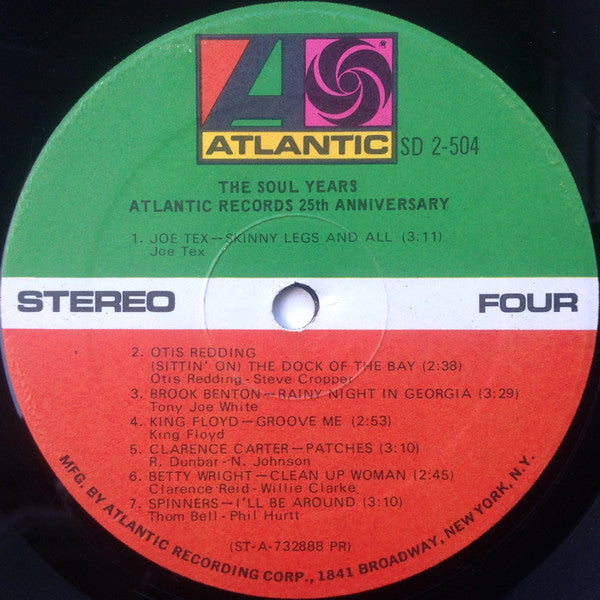 ATLANTIC
SD 2-504
THE SOUL YEARS
ATLANTIC RECORDS 25th ANNIVERSARY
1. JOE TEX—SKINNY LEGS AND ALL (3:11)
Joe Tex
STEREO
FOUR
2. OTIS REDDING
(SITTIN' ON) THE DOCK OF THE BAY (2:38)
Otis Redding - Steve Cropper
3. BROOK BENTON—RAINY NIGHT IN GEORGIA (3:29)
Tony Joe White
4. KING FLOYD—GROOVE ME (2:53)
King Floyd
5. CLARENCE CARTER—PATCHES (3:10)
R. Dunbar-N. Johnson
6. BETTY WRIGHT—CLEAN UP WOMAN (2:45)
Clarence Reid-Willie Clarke
7. SPINNERS—I'LL BE AROUND (3:10)
Thom Bell - Phil Hurtt
(ST-A-732888 PR)
MFG. BY ATLANTIC RECORDING CORP., 1841 BROADWAY, NEW YORK, N.Y.